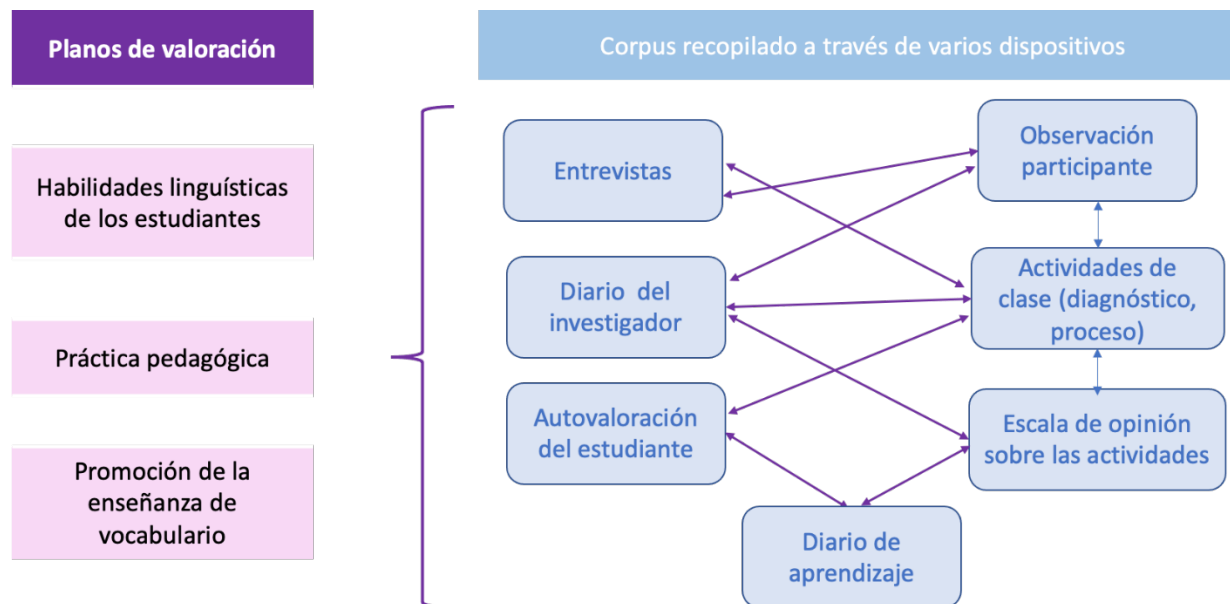 Planos de valoración
Corpus recopilado a través de varios dispositivos
Habilidades linguísticas
de los estudiantes
Práctica pedagógica
Promoción de la
enseñanza de
vocabulario
Entrevistas
Observación
participante
Diario del
investigador
Actividades de
clase (diagnóstico,
proceso)
Autovaloración
del estudiante
Escala de opinión
sobre las actividades
Diario de
aprendizaje